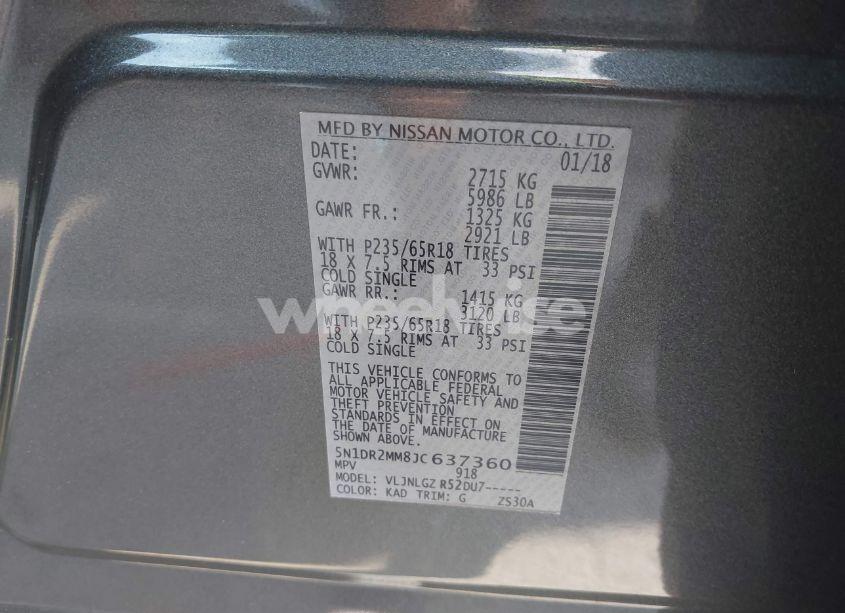 MFD BY NISSAN MOTOR CO., LTD.
DATE: 01/18
GVWR: 2715 KG
5986 LB
GAWR FR.: 1325 KG
2921 LB
WITH P235/65R18 TIRES
18 X 7.5 RIMS AT 33 PSI
COLD SINGLE
GAWR RR.: 1415 KG
3120 LB
WITH P235/65R18 TIRES
18 X 7.5 RIMS AT 33 PSI
COLD SINGLE
wheelwise
THIS VEHICLE CONFORMS TO
ALL APPLICABLE FEDERAL
MOTOR VEHICLE SAFETY AND
THEFT PREVENTION
STANDARDS IN EFFECT ON
THE DATE OF MANUFACTURE
SHOWN ABOVE.
5N1DR2MM8JC637360
MPV 918
MODEL: VLJNLGZ R52DU7-----
COLOR: KAD TRIM: G ZS30A